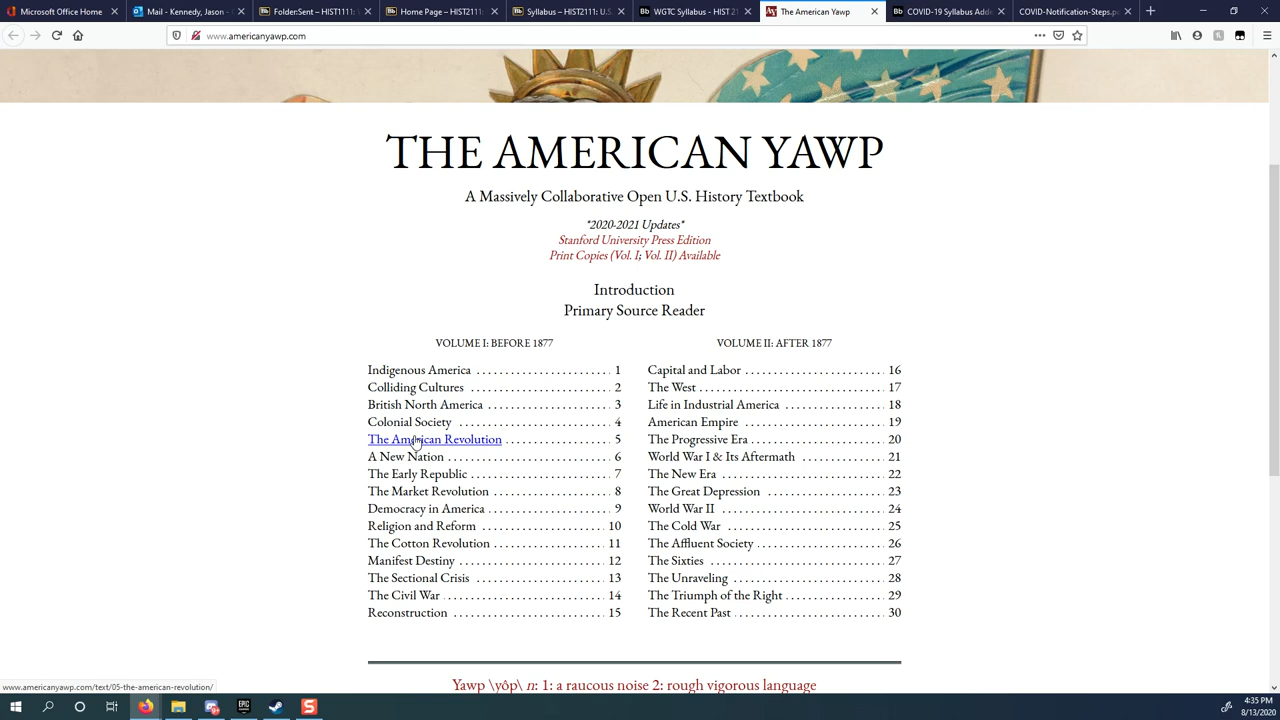 Microsoft Office Home
Mail - Kennedy, Jason -
FolderSent – HIST1111:
Home Page – HIST2111:
Syllabus – HIST2111: U.S.
WGTC Syllabus - HIST 21
The American Yawp
COVID-19 Syllabus Adde
COVID-Notification-Steps.p
www.americanyawp.com
THE AMERICAN YAWP
A Massively Collaborative Open U.S. History Textbook
*2020-2021 Updates*
Stanford University Press Edition
Print Copies (Vol. I; Vol. II) Available
Introduction
Primary Source Reader
VOLUME I: BEFORE 1877
Indigenous America 1
Colliding Cultures 2
British North America 3
Colonial Society 4
The American Revolution 5
A New Nation 6
The Early Republic 7
The Market Revolution 8
Democracy in America 9
Religion and Reform 10
The Cotton Revolution 11
Manifest Destiny 12
The Sectional Crisis 13
The Civil War 14
Reconstruction 15
VOLUME II: AFTER 1877
Capital and Labor 16
The West 17
Life in Industrial America 18
American Empire 19
The Progressive Era 20
World War I & Its Aftermath 21
The New Era 22
The Great Depression 23
World War II 24
The Cold War 25
The Affluent Society 26
The Sixties 27
The Unraveling 28
The Triumph of the Right 29
The Recent Past 30
Yawp \yôp\ n: 1: a raucous noise 2: rough vigorous language
www.americanyawp.com/text/05-the-american-revolution/
EPIC
4:35 PM
8/13/2020